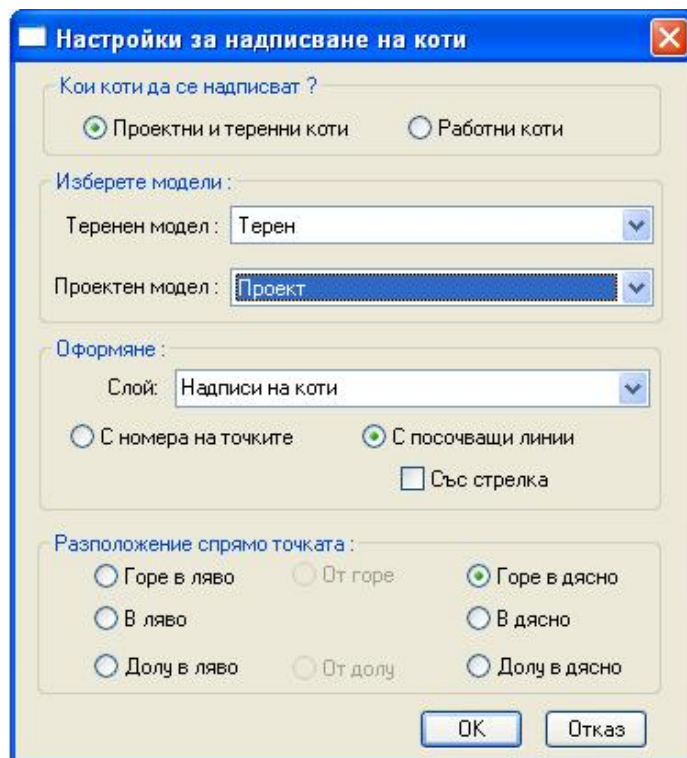 Настройки за надписване на коти
Кои коти да се надписват ?
Проектни и теренни коти Работни коти
Изберете модели :
Теренен модел : Терен
Проектен модел : Проект
Оформяне :
Слой: Надписи на коти
С номера на точките С посочващи линии
Със стрелка
Разположение спрямо точката :
Горе в ляво От горе Горе в дясно
В ляво В дясно
Долу в ляво От долу Долу в дясно
OK Отказ